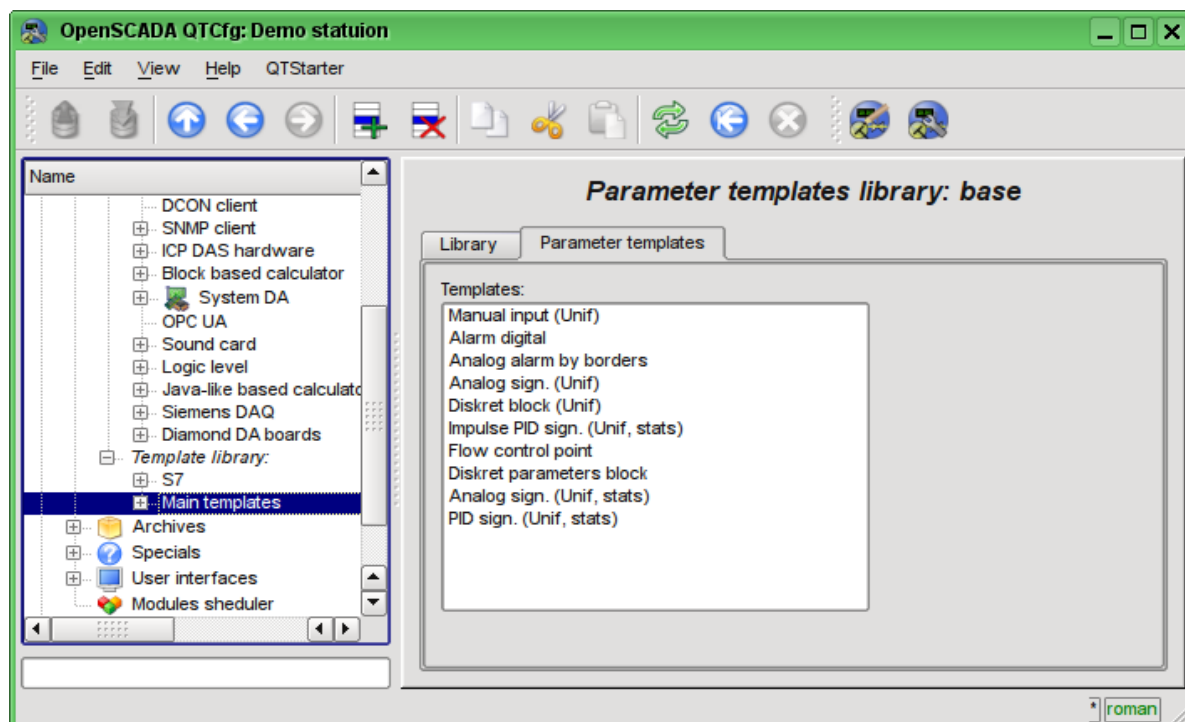 OpenSCADA QTCfg: Demo statuion
File Edit View Help QTStarter
Name
DCON client
SNMP client
ICP DAS hardware
Block based calculator
System DA
OPC UA
Sound card
Logic level
Java-like based calculato
Siemens DAQ
Diamond DA boards
Template library:
S7
Main templates
Archives
Specials
User interfaces
Modules sheduler
Parameter templates library: base
Library Parameter templates
Templates:
Manual input (Unif)
Alarm digital
Analog alarm by borders
Analog sign. (Unif)
Diskret block (Unif)
Impulse PID sign. (Unif, stats)
Flow control point
Diskret parameters block
Analog sign. (Unif, stats)
PID sign. (Unif, stats)
* roman